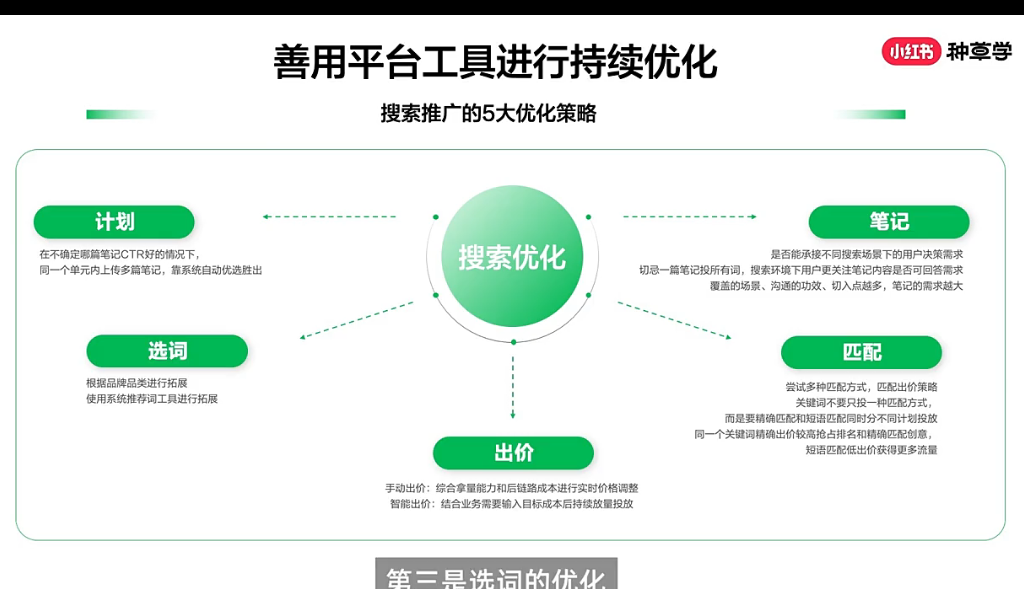 善用平台工具进行持续优化
小红书 种草学
搜索推广的5大优化策略
计划
在不确定哪篇笔记CTR好的情况下，
同一个单元内上传多篇笔记，靠系统自动优选胜出
选词
根据品牌品类进行拓展
使用系统推荐词工具进行拓展
搜索优化
出价
手动出价：综合拿量能力和后链路成本进行实时价格调整
智能出价：结合业务需要输入目标成本后持续放量投放
笔记
是否能承接不同搜索场景下的用户决策需求
切忌一篇笔记投所有词，搜索环境下用户更关注笔记内容是否可回答需求
覆盖的场景、沟通的功效、切入点越多，笔记的需求越大
匹配
尝试多种匹配方式，匹配出价策略
关键词不要只投一种匹配方式，
而是要精确匹配和短语匹配同时分不同计划投放
同一个关键词精确出价较高抢占排名和精确匹配创意，
短语匹配低出价获得更多流量
第三是选词的优化